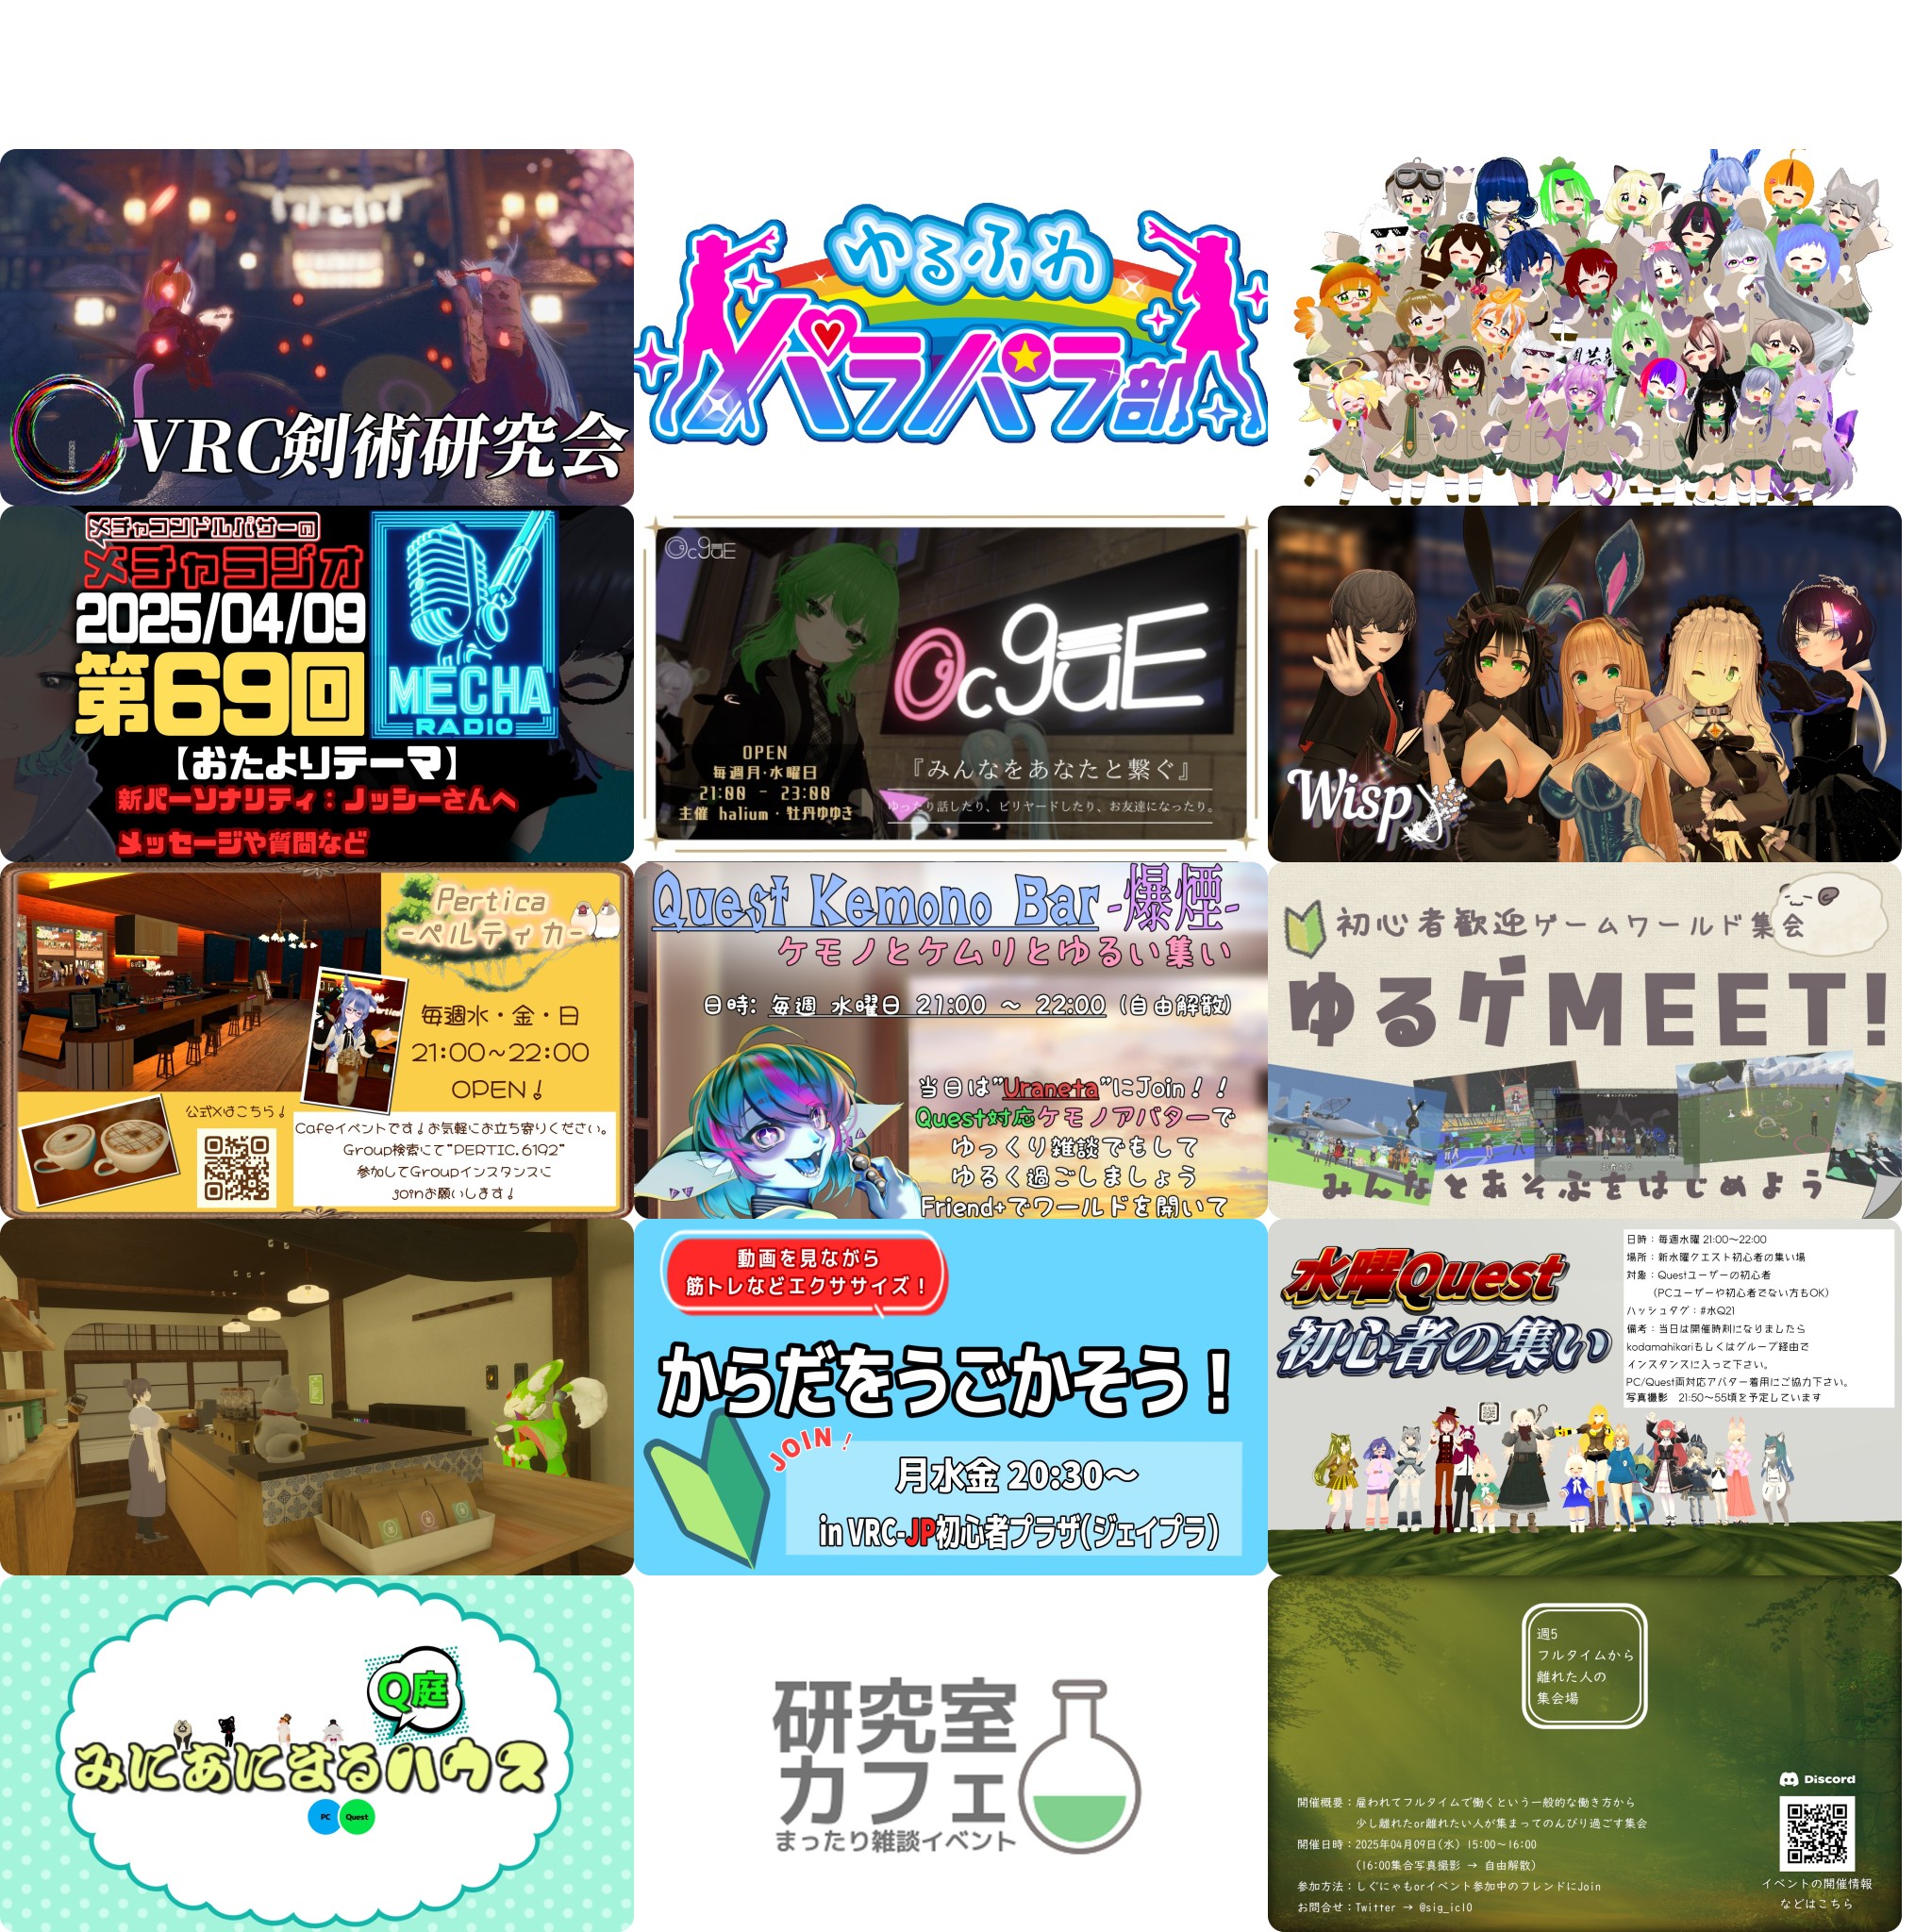 VRC剣術研究会
ゆるふわ
パラパラ部
メチャコンドルバサーの
メチャラジオ
2025/04/09
第69回
【おたよりテーマ】
新パーソナリティ：ノッシーさんへ
メッセージや質問など
MECHA
RADIO
OcguE
OcguE
OPEN
毎週月・水曜日
21:00 - 23:00
主催 halium・牡丹ゆゆき
『みんなをあなたと繋ぐ』
ゆったり話したり、ビリヤードしたり、お友達になったり。
Wisp
Pertica
-ペルティカ-
毎週水・金・日
21:00~22:00
OPEN！
公式Xはこちら！
Cafeイベントです！お気軽にお立ち寄りください。
Group検索にて"PERTIC.6192"
参加してGroupインスタンスに
joinお願いします！
Quest Kemono Bar-爆煙-
ケモノとケムリとゆるい集い
日時: 毎週 水曜日 21:00 ～ 22:00 (自由解散)
当日は"Uraneta"にJoin！！
Quest対応ケモノアバターで
ゆっくり雑談でもして
ゆるく過ごしましょう
Friend+でワールドを開いて
初心者歓迎ゲームワールド集会
ゆるゲMEET!
みんなとあそぶをはじめよう
動画を見ながら
筋トレなどエクササイズ！
からだをうごかそう！
JOIN！
月水金 20:30～
in VRC-JP初心者プラザ(ジェイプラ)
水曜Quest
初心者の集い
日時：毎週水曜 21:00～22:00
場所：新水曜クエスト初心者の集い場
対象：Questユーザーの初心者
（PCユーザーや初心者でない方もOK）
ハッシュタグ：#水Q21
備考：当日は開催時刻になりましたら
kodamahikariもしくはグループ経由で
インスタンスに入って下さい。
PC/Quest両対応アバター着用にご協力下さい。
写真撮影　21:50～55頃を予定しています
Q庭
みにあにまるハウス
PC
Quest
研究室
カフェ
まったり雑談イベント
週5
フルタイムから
離れた人の
集会場
Discord
開催概要：雇われてフルタイムで働くという一般的な働き方から
少し離れたor離れたい人が集まってのんびり過ごす集会
開催日時：2025年04月09日(水) 15:00～16:00
(16:00集合写真撮影 → 自由解散)
参加方法：しぐにゃもorイベント参加中のフレンドにJoin
お問合せ：Twitter → @sig_icl0
イベントの開催情報
などはこちら